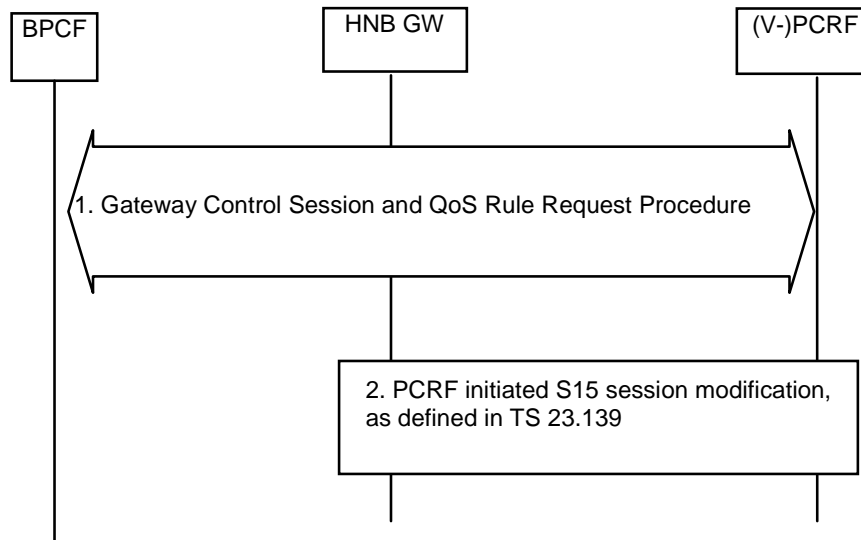 BPCF
HNB GW
(V-)PCRF
1. Gateway Control Session and QoS Rule Request Procedure
2. PCRF initiated S15 session modification,
as defined in TS 23.139